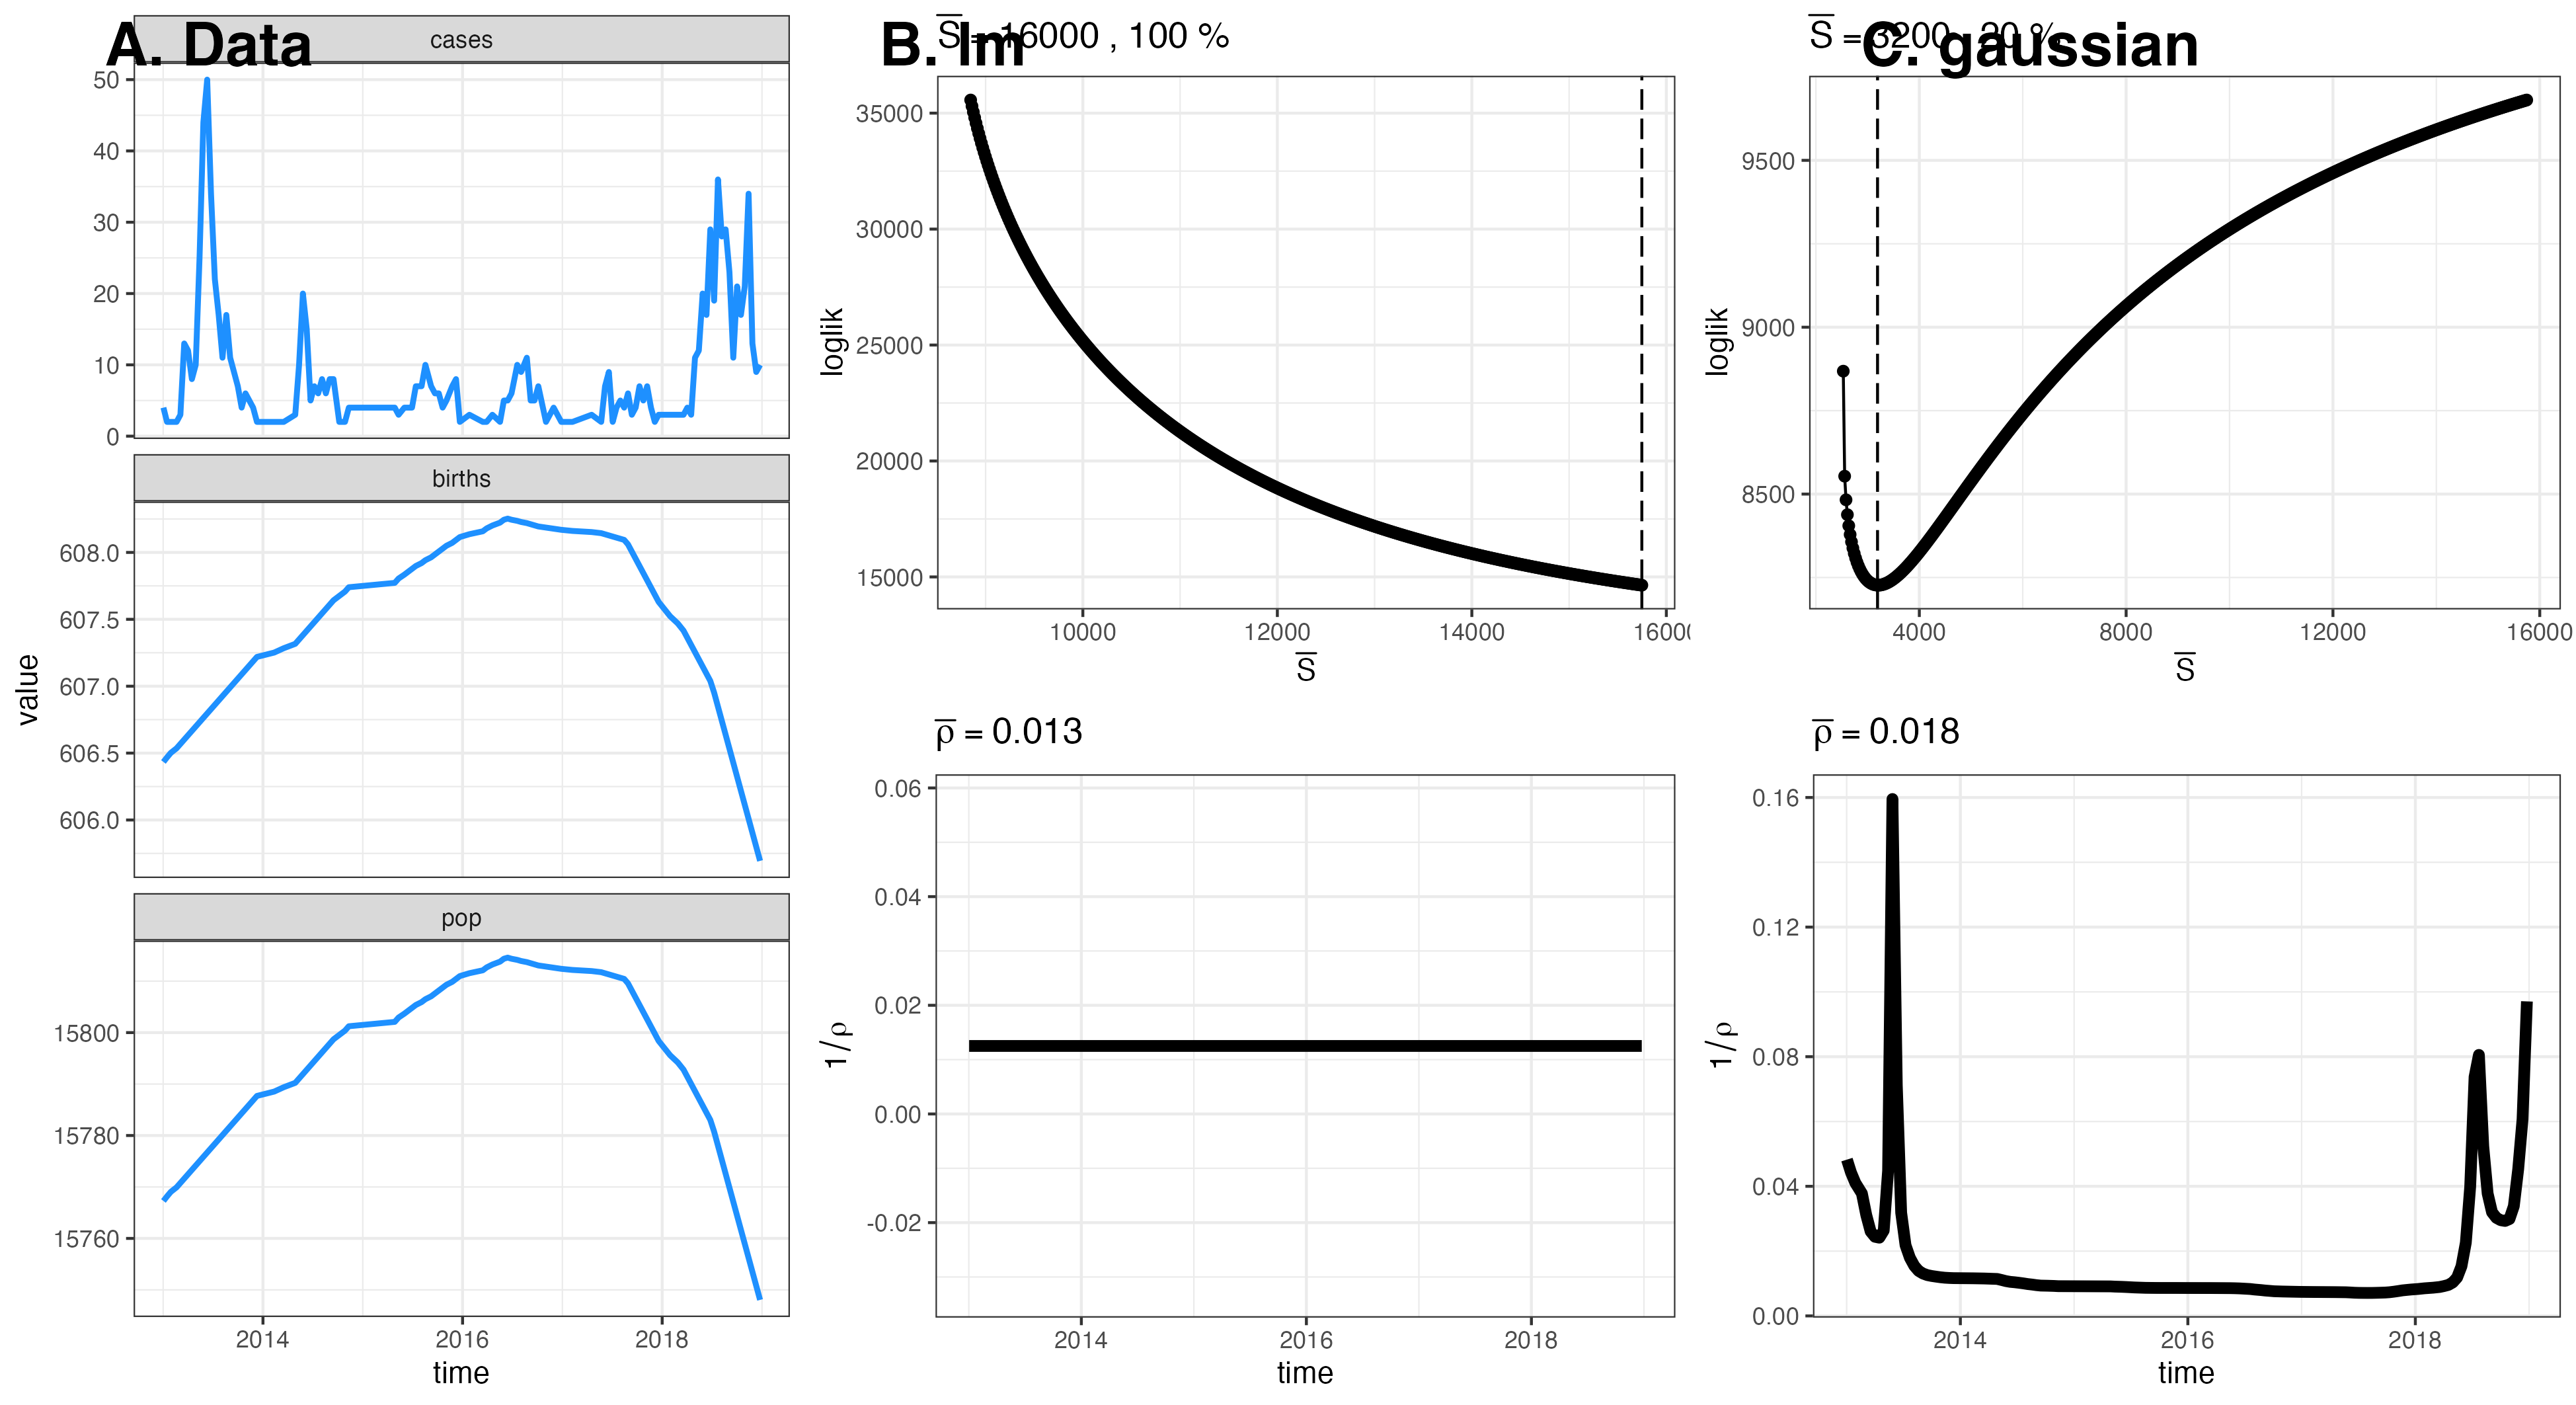 A. Data
cases
50
40
30
20
10
0
births
608.0
607.5
607.0
606.5
606.0
value
pop
15800
15780
15760
2014 2016 2018
time
B. lm
S̅ = 16000 , 100 %
35000
30000
25000
20000
15000
loglik
10000 12000 14000 1600
S̅
ρ̅ = 0.013
0.06
0.04
0.02
0.00
-0.02
1/ρ
2014 2016 2018
time
C. gaussian
S̅ = 3200 , 20 %
9500
9000
8500
loglik
4000 8000 12000 16000
S̅
ρ̅ = 0.018
0.16
0.12
0.08
0.04
0.00
1/ρ
2014 2016 2018
time